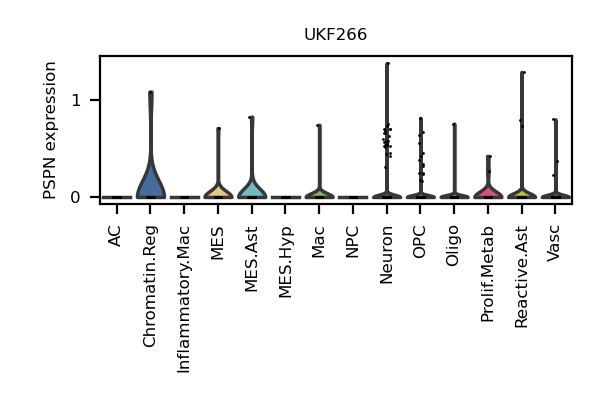 UKF266
PSPN expression
1
0
AC
Chromatin.Reg
Inflammatory.Mac
MES
MES.Ast
MES.Hyp
Mac
NPC
Neuron
OPC
Oligo
Prolif.Metab
Reactive.Ast
Vasc